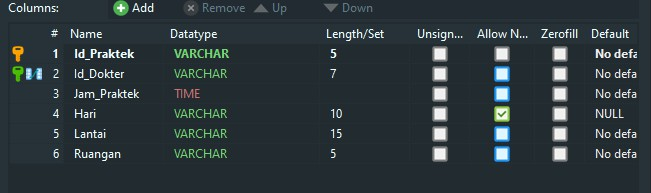 Columns: Add Remove Up Down
# Name Datatype Length/Set Unsign... Allow N... Zerofill Default
1 Id_Praktek VARCHAR 5 No defa
2 Id_Dokter VARCHAR 7 No defa
3 Jam_Praktek TIME No defa
4 Hari VARCHAR 10 NULL
5 Lantai VARCHAR 15 No defa
6 Ruangan VARCHAR 5 No defa